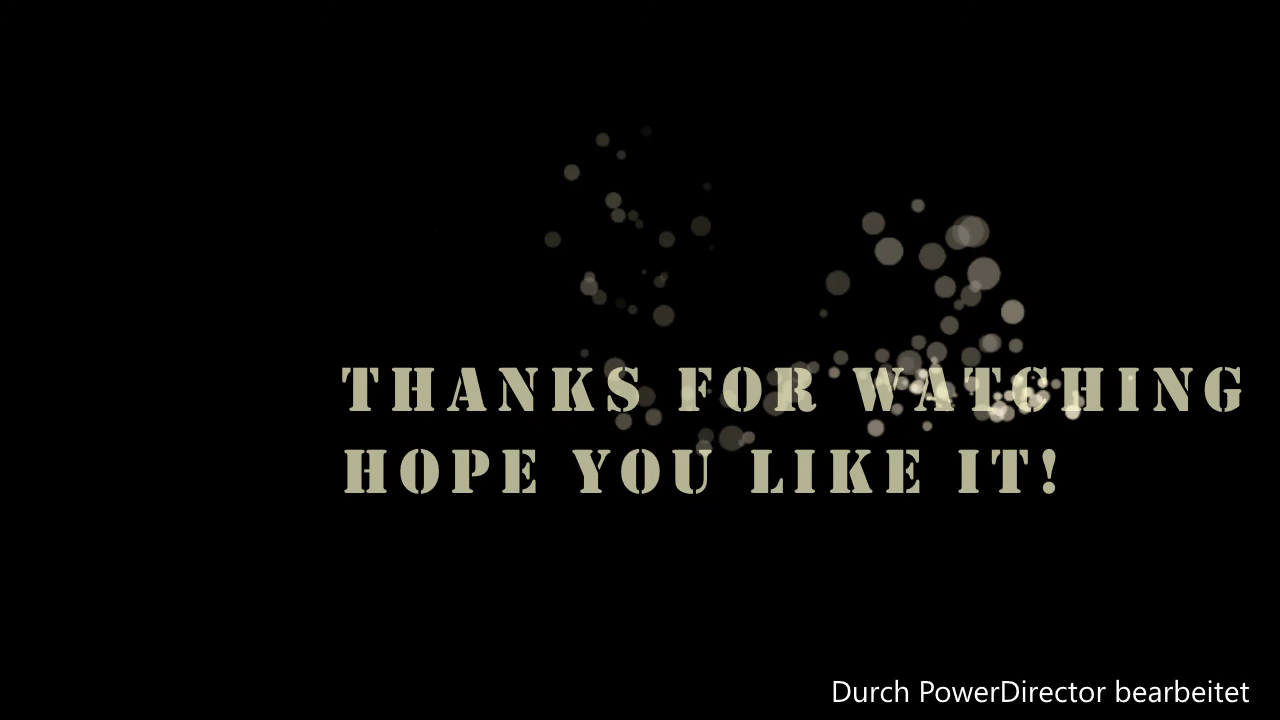 THANKS FOR WATCHING
HOPE YOU LIKE IT!
Durch PowerDirector bearbeitet